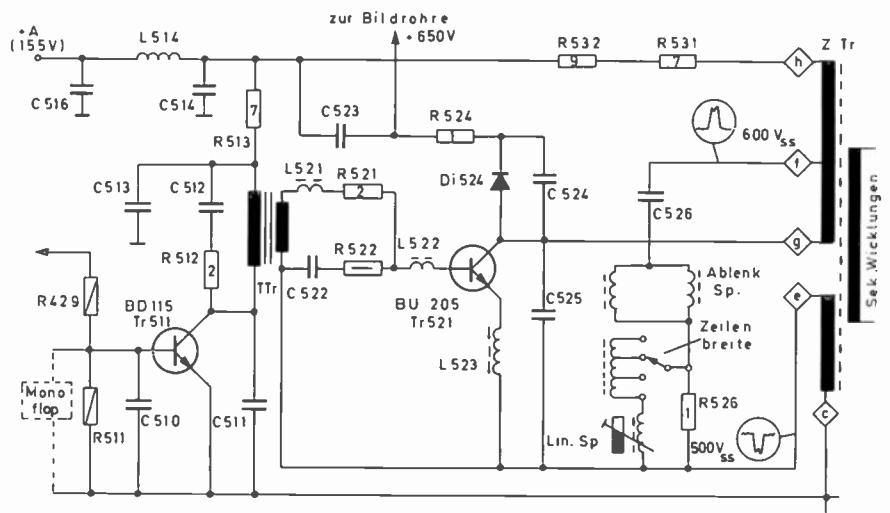 +A
(155V)
L514
zur Bildrohre
+650V
R532
9
R531
7
h
Z Tr
C516
C514
7
R513
C523
R524
600 Vss
f
C513
C512
L521
R521
2
Di524
C524
C526
R512
2
TTr
C522
R522
L522
g
R429
BD115
Tr511
BU 205
Tr521
C525
Ablenk
Sp.
e
Sek.Wicklungen
L523
Zeilen
breite
Mono
flop
R511
C510
C511
Lin. Sp
1
R526
500Vss
c